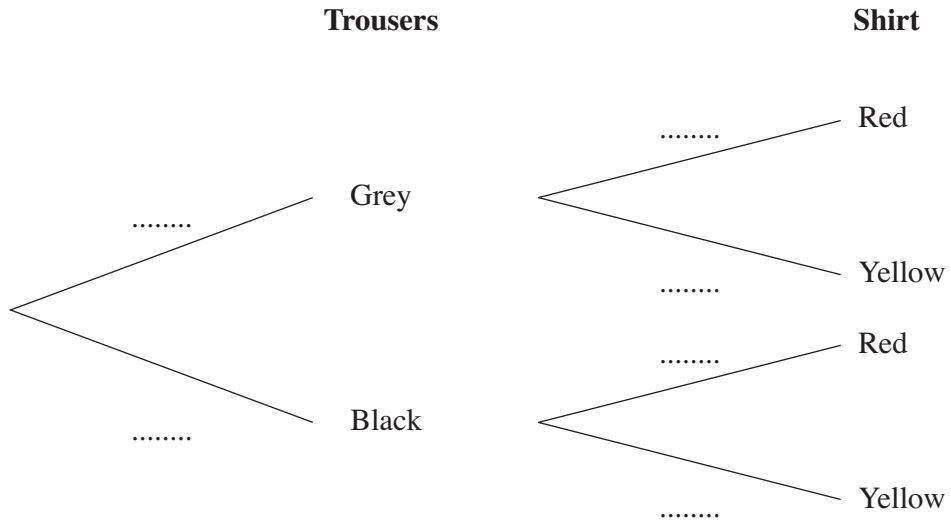 Trousers Shirt
........ Red
Grey
........
........ Yellow
........ Red
Black
........
Yellow
........